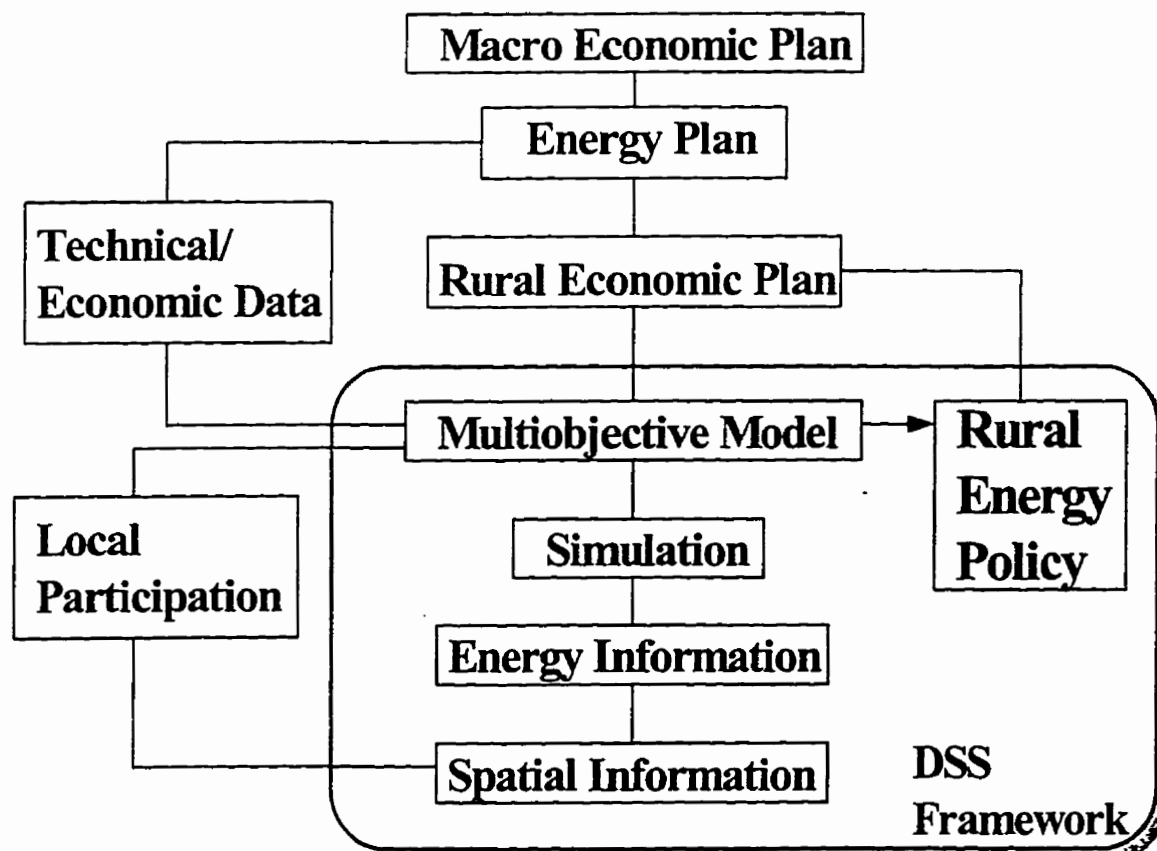 Macro Economic Plan
Energy Plan
Technical/
Economic Data
Rural Economic Plan
Multiobjective Model
Rural
Energy
Policy
Local
Participation
Simulation
Energy Information
Spatial Information
DSS
Framework